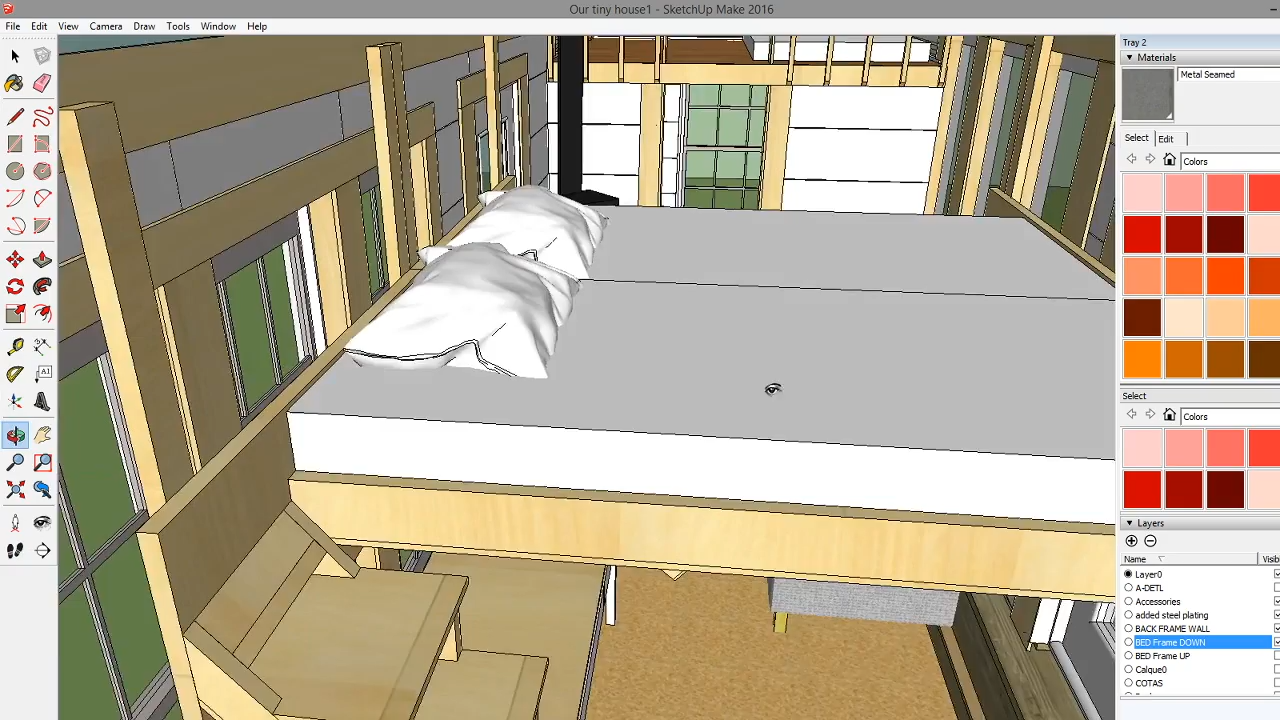 Our tiny house1 - SketchUp Make 2016
File Edit View Camera Draw Tools Window Help
Tray 2
Materials
Metal Seamed
Select Edit
Colors
AI
Select
Colors
Layers
Name Visib
Layer0
A-DETL
Accessories
added steel plating
BACK FRAME WALL
BED Frame DOWN
BED Frame UP
Calque0
COTAS